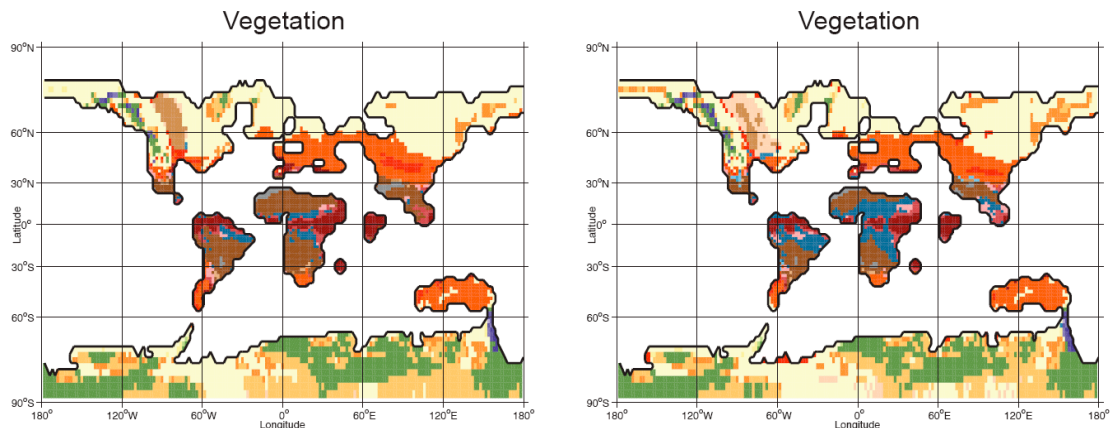 Vegetation Vegetation
90°N 90°N
60°N 60°N
30°N 30°N
0° 0°
30°S 30°S
60°S 60°S
90°S 90°S
Latitude Latitude
180° 120°W 60°W 0° 60°E 120°E 180° 180° 120°W 60°W 0° 60°E 120°E 180°
Longitude Longitude